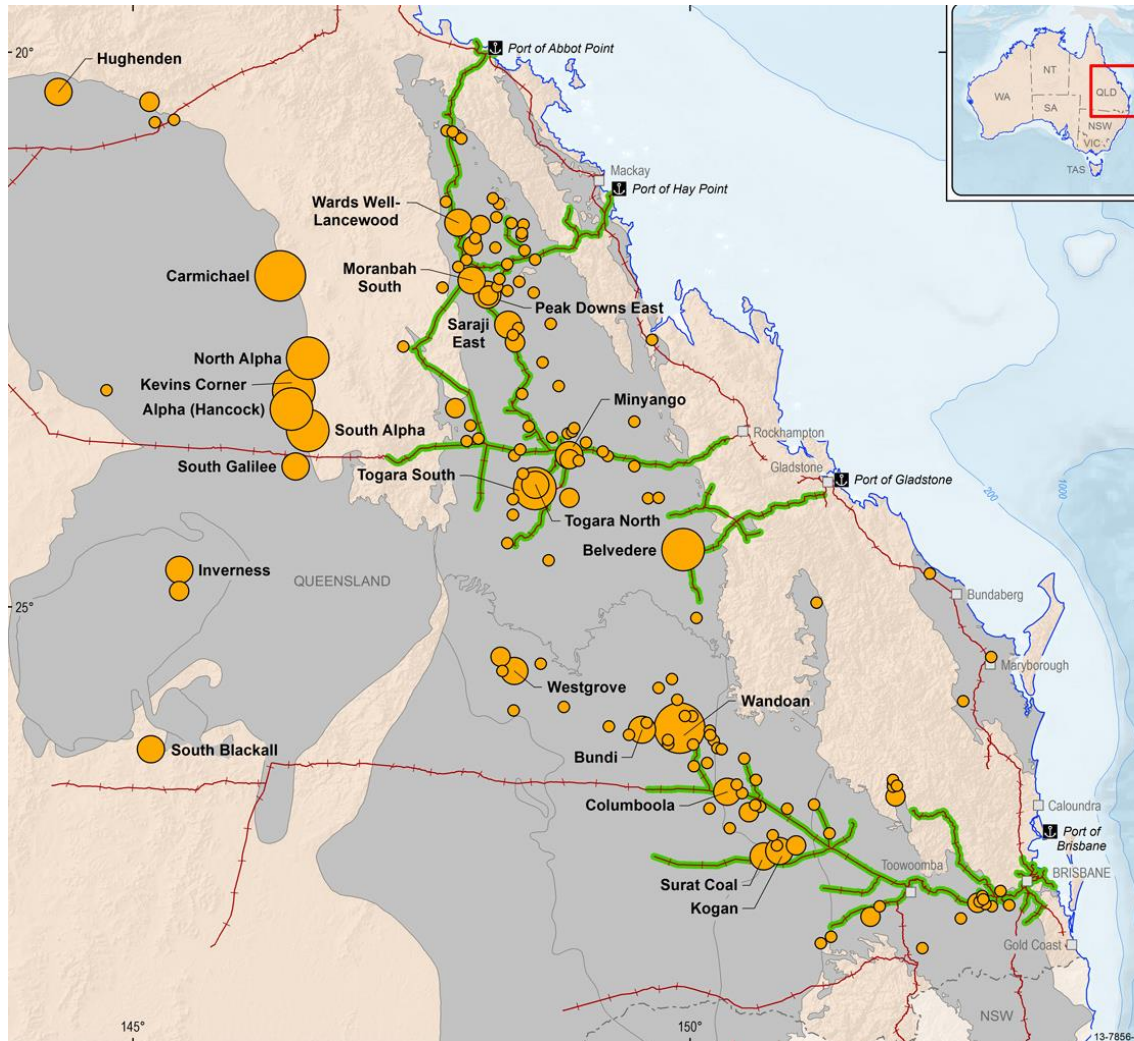 20°
Port of Abbot Point
Hughenden
NT
QLD
WA
SA
NSW
VIC
TAS
Mackay
Port of Hay Point
Wards Well-
Lancewood
200
1000
Carmichael
Moranbah
South
Peak Downs East
Saraji
East
North Alpha
Kevins Corner
Alpha (Hancock)
South Alpha
Minyango
Rockhampton
South Galilee
Togara South
Gladstone
Port of Gladstone
Togara North
Belvedere
Inverness
QUEENSLAND
25°
Bundaberg
Maryborough
Westgrove
Wandoan
South Blackall
Bundi
Columboola
Caloundra
Port of
Brisbane
Toowoomba
BRISBANE
Surat Coal
Kogan
Gold Coast
NSW
145°
150°
13-7856-